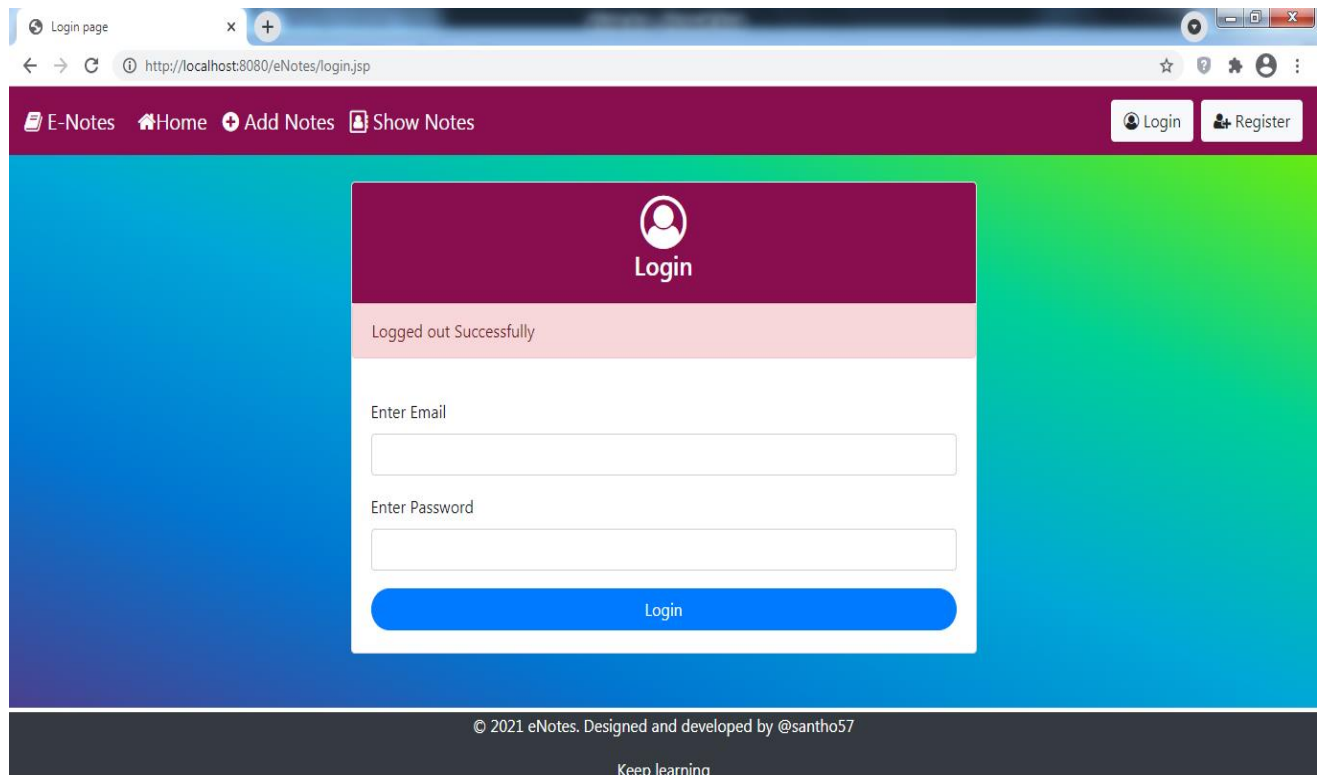 Login page
http://localhost:8080/eNotes/login.jsp
E-Notes Home Add Notes Show Notes Login Register
Login
Logged out Successfully
Enter Email
Enter Password
Login
© 2021 eNotes. Designed and developed by @santho57
Keep learning